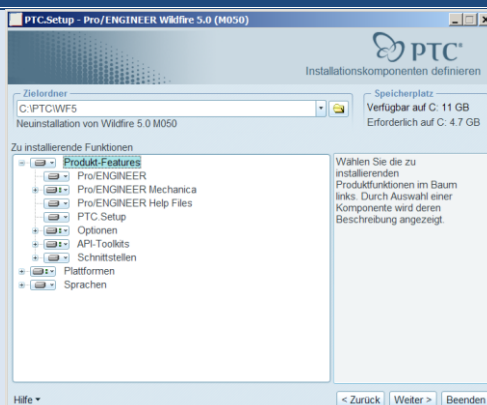 PTC.Setup - Pro/ENGINEER Wildfire 5.0 (M050)
PTC®
Installationskomponenten definieren
Zielordner
C:\PTC\WF5
Neuinstallation von Wildfire 5.0 M050
Speicherplatz
Verfügbar auf C: 11 GB
Erforderlich auf C: 4.7 GB
Zu installierende Funktionen
Produkt-Features
Pro/ENGINEER
Pro/ENGINEER Mechanica
Pro/ENGINEER Help Files
PTC.Setup
Optionen
API-Toolkits
Schnittstellen
Plattformen
Sprachen
Wählen Sie die zu
installierenden
Produktfunktionen im Baum
links. Durch Auswahl einer
Komponente wird deren
Beschreibung angezeigt.
Hilfe
< Zurück
Weiter >
Beenden